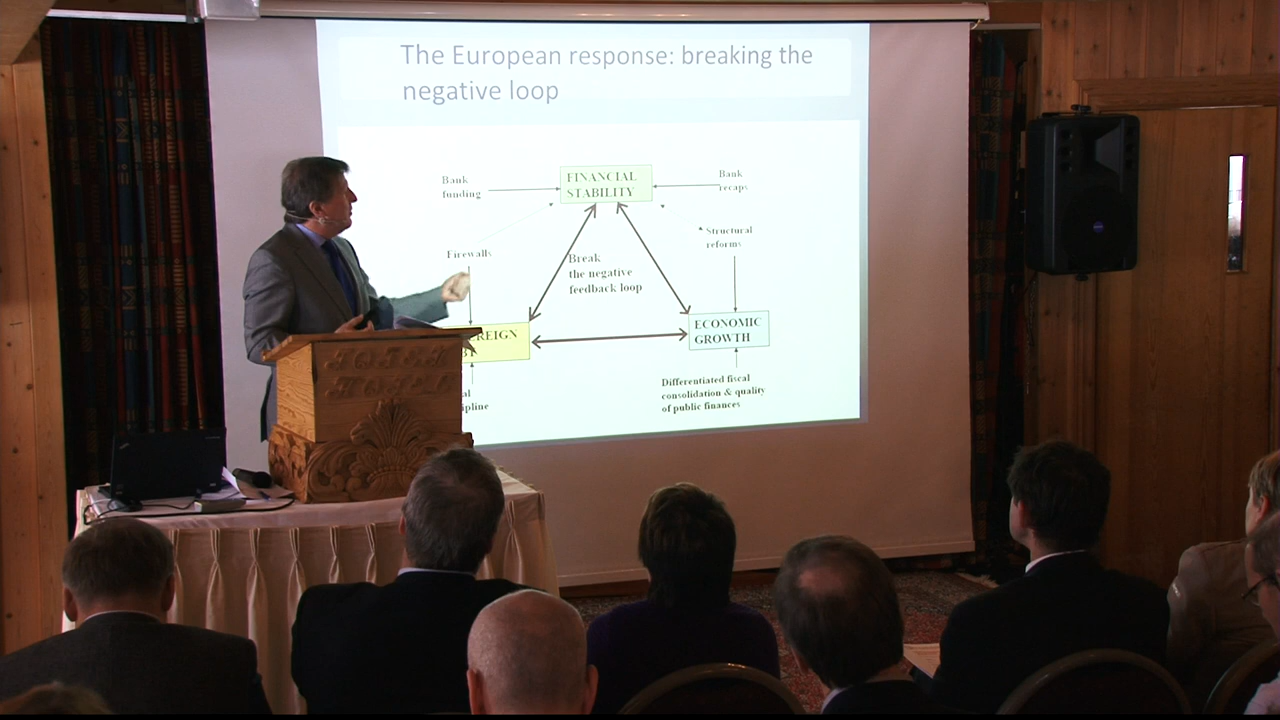 The European response: breaking the
negative loop
Bank
funding
FINANCIAL
STABILITY
Bank
recaps
* Structural
reforms
Firewalls
Break
the negative
feedback loop
ECONOMIC
GROWTH
Differentiated fiscal
consolidation & quality
of public finances
HOTEL